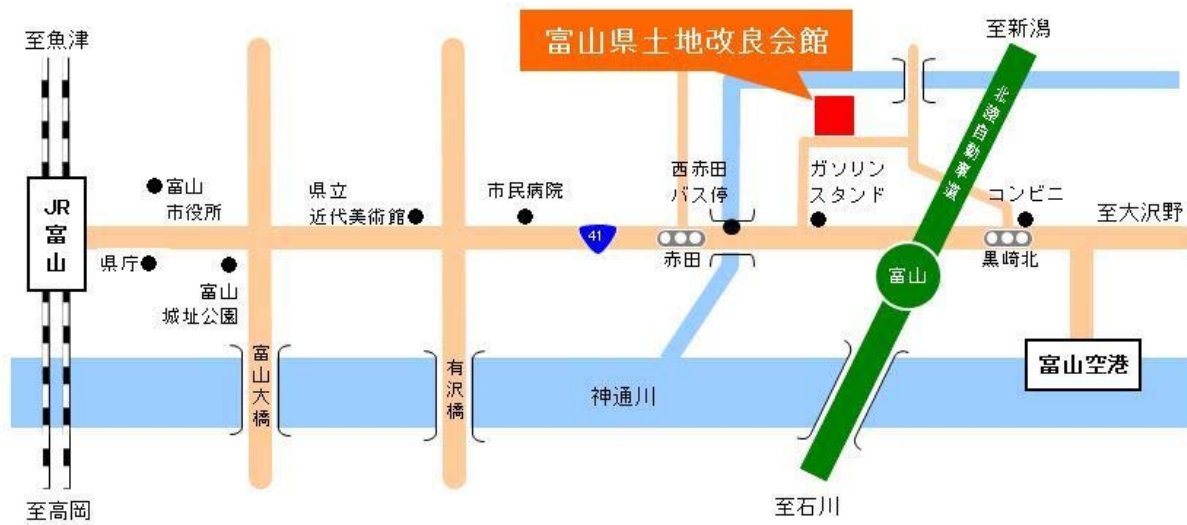 至魚津
富山県土地改良会館
至新潟
北陸自動車道
JR
富
山
富山
市役所
県立
近代美術館
市民病院
西赤田
バス停
ガソリン
スタンド
コンビニ
至大沢野
41
赤田
黒崎北
県庁
富山
城址公園
富山
富山大橋
有沢橋
神通川
富山空港
至高岡
至石川